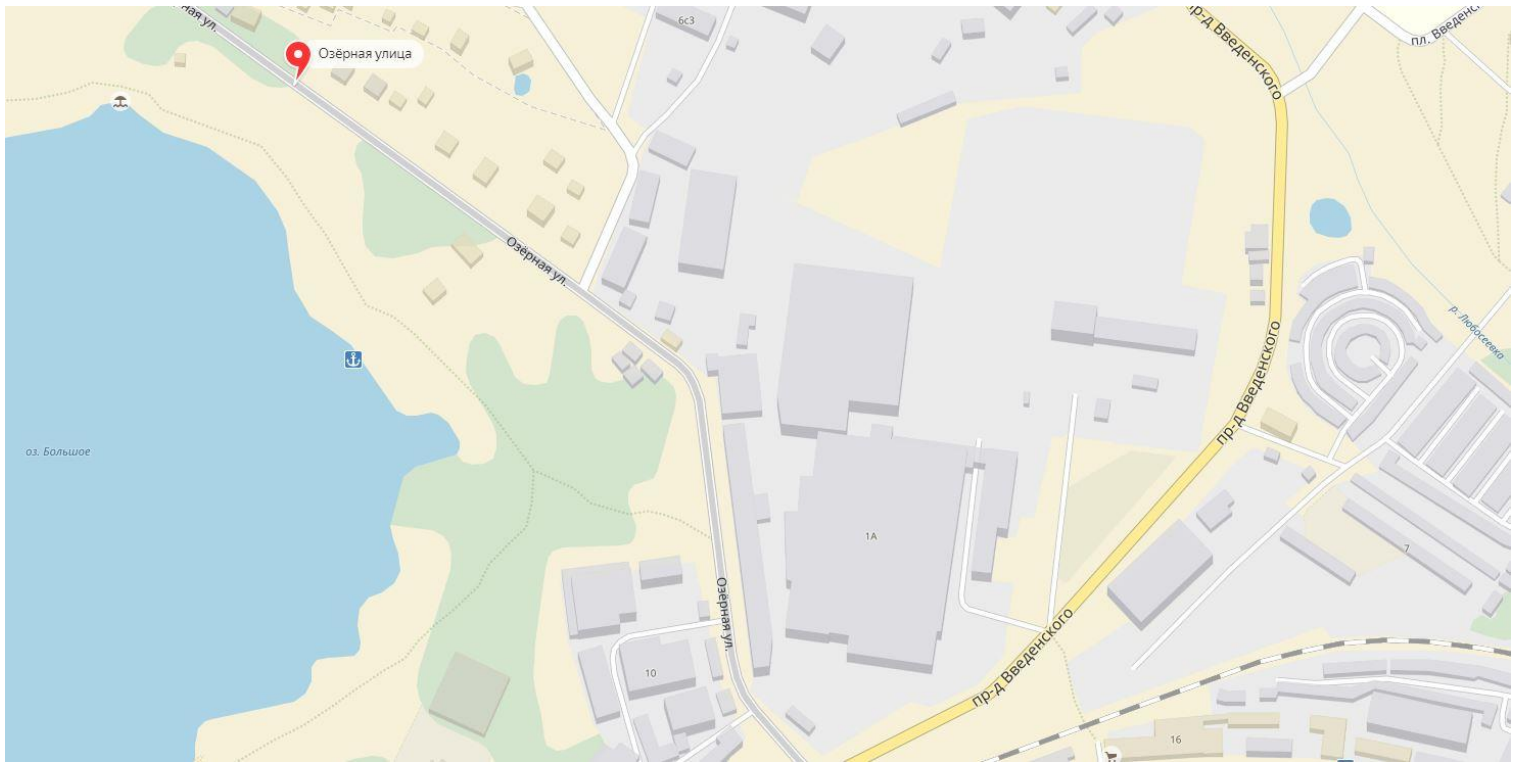 ная ул.
6с3
пр-д Введенского
пл. Введенск
Озёрная улица
Озёрная ул.
р. Любосеевка
пр-д Введенского
оз. Большое
1А
7
Озёрная ул.
пр-д Введенского
10
16